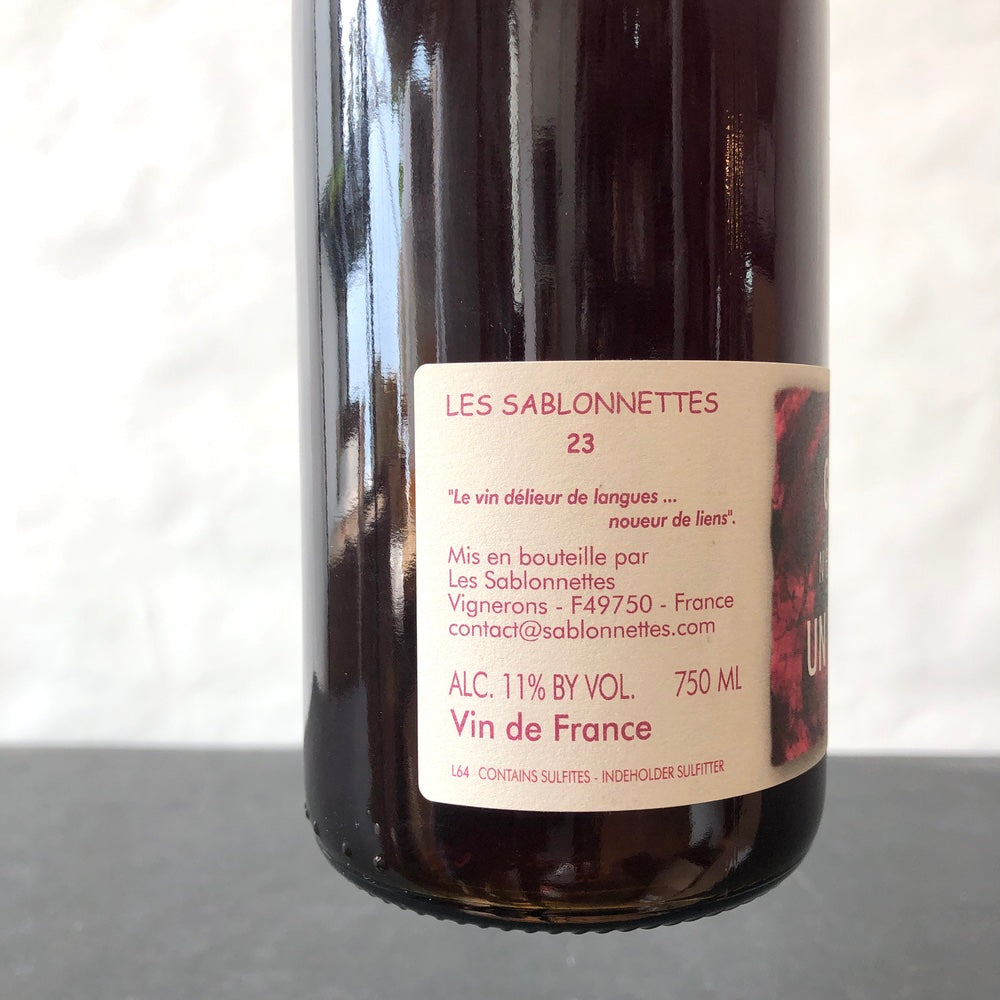 LES SABLONNETTES
23
"Le vin délieur de langues ...
noueur de liens".
Mis en bouteille par
Les Sablonnettes
Vignerons - F49750 - France
contact@sablonnettes.com
ALC. 11% BY VOL. 750 ML
Vin de France
L64 CONTAINS SULFITES - INDEHOLDER SULFITTER
UN